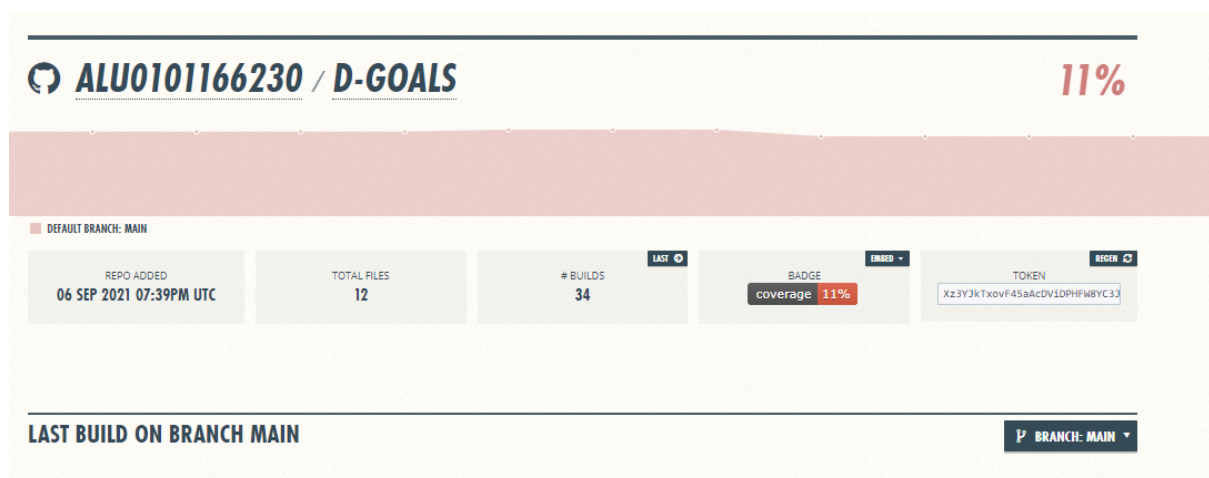 ALU0101166230 / D-GOALS
11%
DEFAULT BRANCH: MAIN
REPO ADDED
06 SEP 2021 07:39PM UTC
TOTAL FILES
12
LAST
# BUILDS
34
EMBED
BADGE
coverage 11%
REGEN
TOKEN
Xz3YJkTxovF45aAcDViDPHFW8YC3J
LAST BUILD ON BRANCH MAIN
BRANCH: MAIN